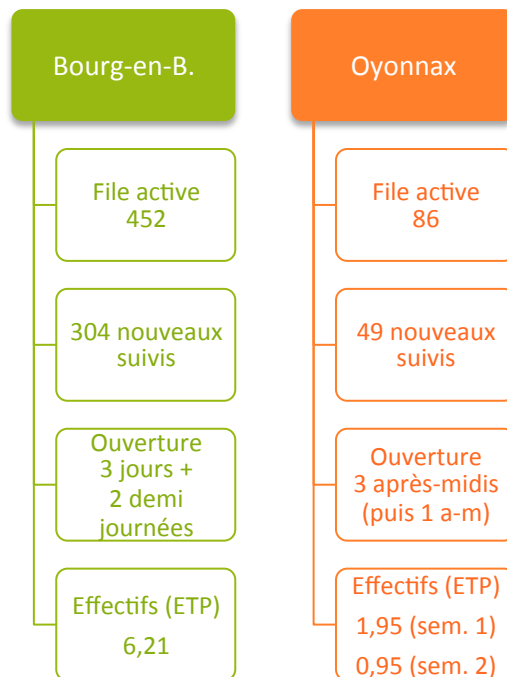 Bourg-en-B.
File active
452
304 nouveaux
suivis
Ouverture
3 jours +
2 demi
journées
Effectifs (ETP)
6,21
Oyonnax
File active
86
49 nouveaux
suivis
Ouverture
3 après-midis
(puis 1 a-m)
Effectifs (ETP)
1,95 (sem. 1)
0,95 (sem. 2)